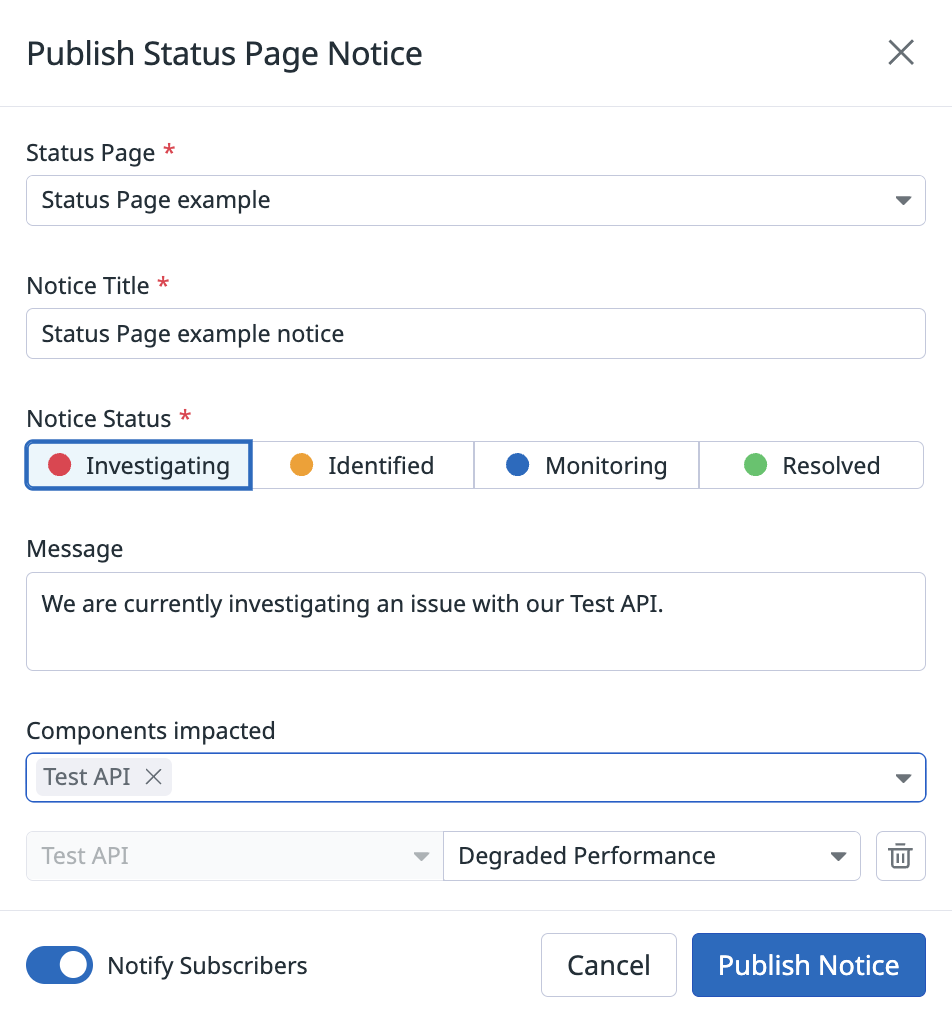 Publish Status Page Notice
Status Page *
Status Page example
Notice Title *
Status Page example notice
Notice Status *
Investigating Identified Monitoring Resolved
Message
We are currently investigating an issue with our Test API.
Components impacted
Test API
Test API Degraded Performance
Notify Subscribers Cancel Publish Notice